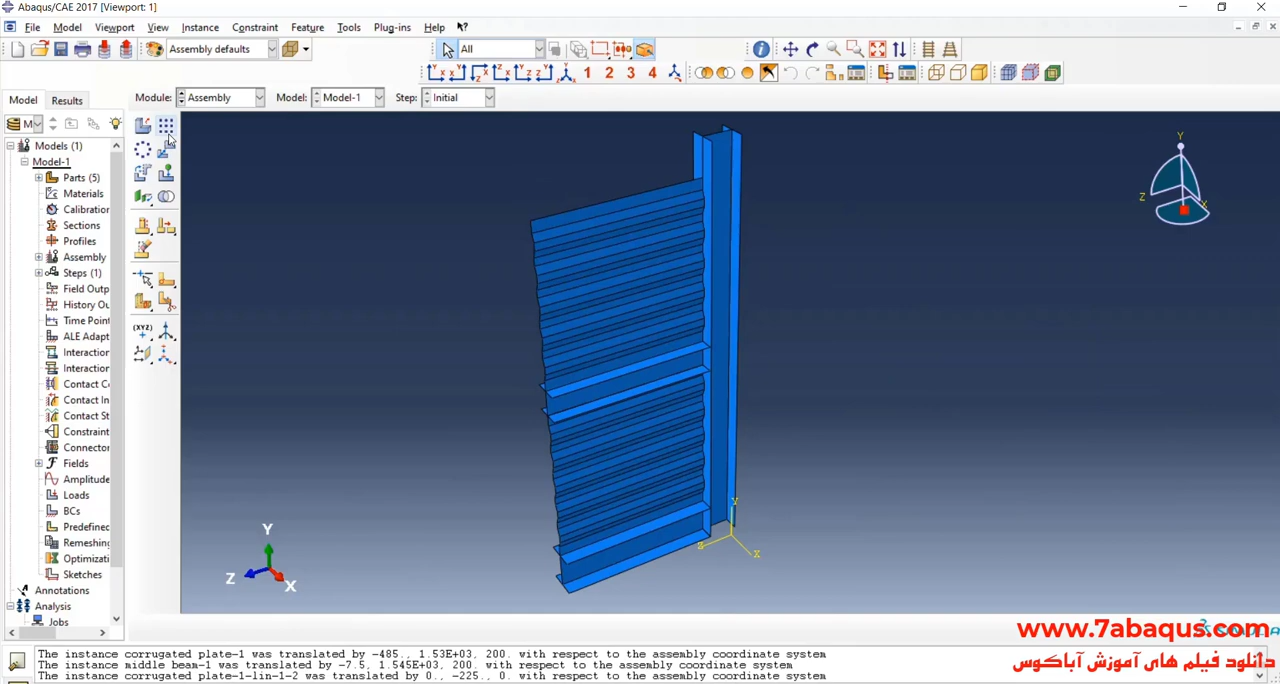 Abaqus/CAE 2017 [Viewport: 1]
File Model Viewport View Instance Constraint Feature Tools Plug-ins Help
Assembly defaults All
1 2 3 4
Model Results Module: Assembly Model: Model-1 Step: Initial
M
Models (1)
Model-1
Parts (5)
Materials
Calibration
Sections
Profiles
Assembly
Steps (1)
Field Outp
History Ou
Time Point
ALE Adapt
Interaction
Interaction
Contact Co
Contact In
Contact St
Constraint
Connector
Fields
Amplitude
Loads
BCs
Predefined
Remeshing
Optimizati
Sketches
Annotations
Analysis
Jobs
(XYZ)
Y
Z
X
Y
Z
X
Y
Z
X
www.7abaqus.com
دانلود فیلم های آموزش آباکوس
The instance corrugated plate-1 was translated by -485., 1.53E+03, 200. with respect to the assembly coordinate system
The instance middle beam-1 was translated by -7.5, 1.545E+03, 200. with respect to the assembly coordinate system
The instance corrugated plate-1-lin-1-2 was translated by 0., -225., 0. with respect to the assembly coordinate system